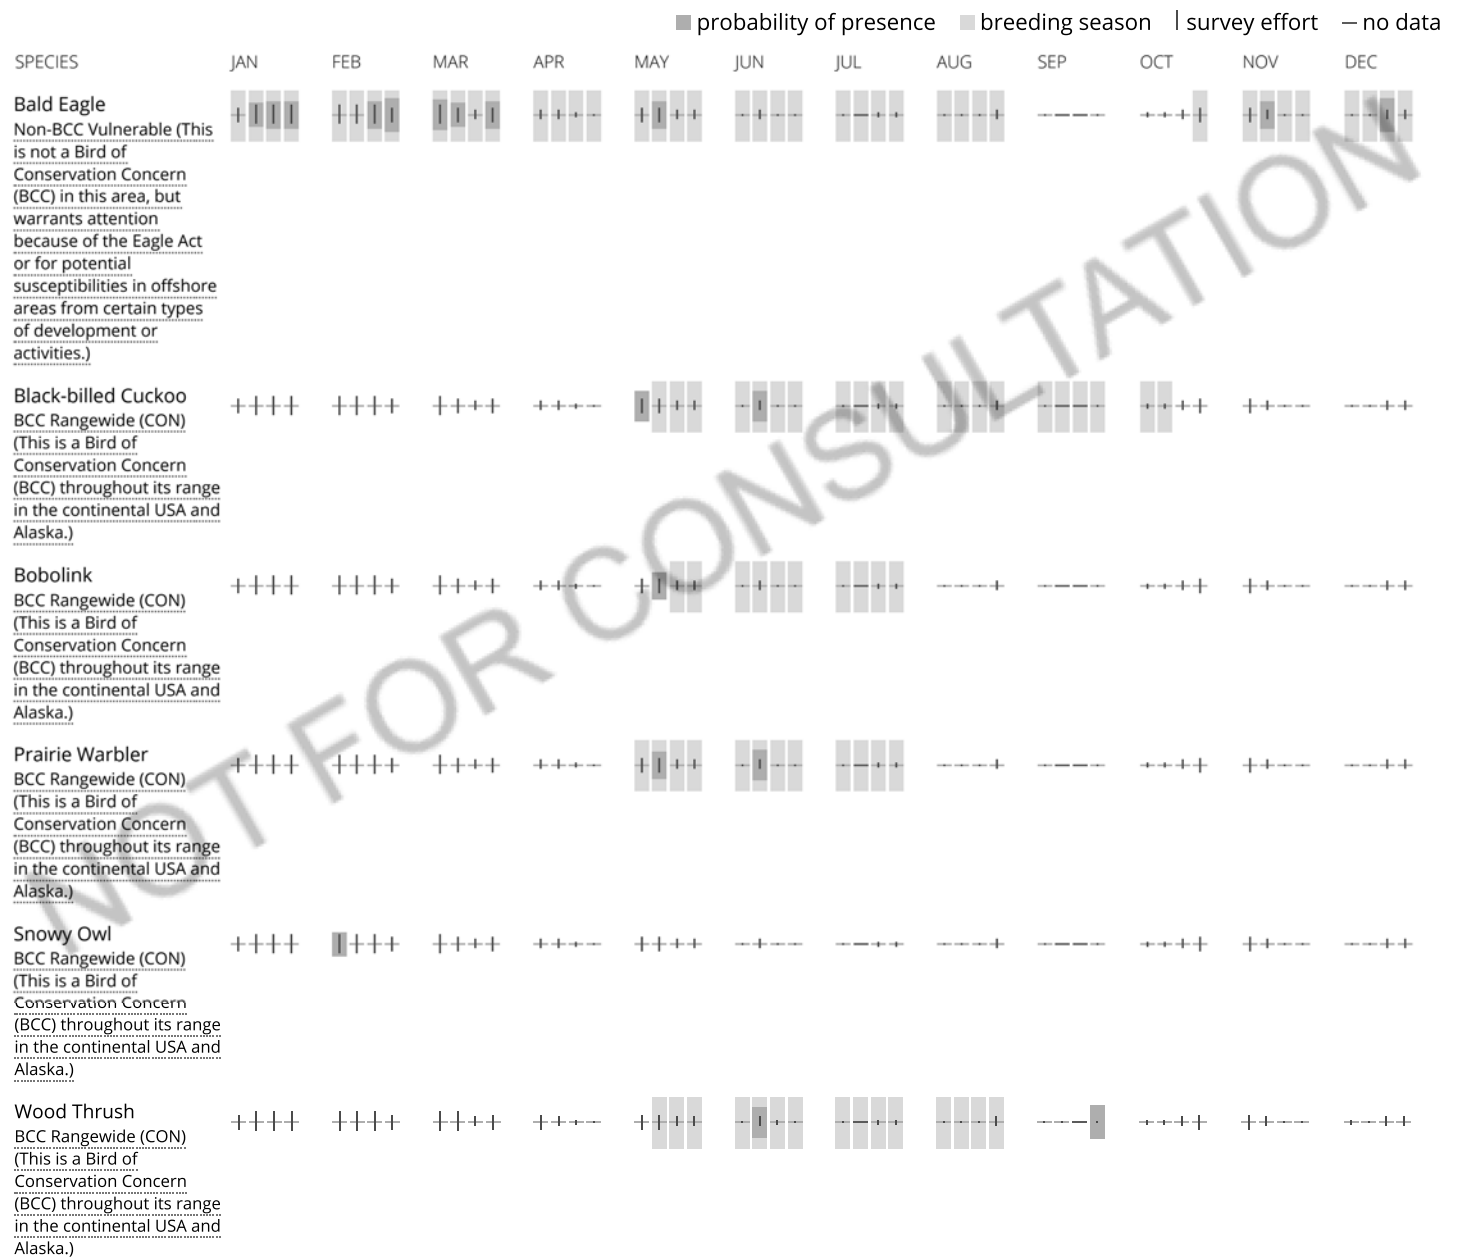 probability of presence breeding season survey effort no data
SPECIES JAN FEB MAR APR MAY JUN JUL AUG SEP OCT NOV DEC
Bald Eagle
Non-BCC Vulnerable (This
is not a Bird of
Conservation Concern
(BCC) in this area, but
warrants attention
because of the Eagle Act
or for potential
susceptibilities in offshore
areas from certain types
of development or
activities.)
Black-billed Cuckoo
BCC Rangewide (CON)
(This is a Bird of
Conservation Concern
(BCC) throughout its range
in the continental USA and
Alaska.)
Bobolink
BCC Rangewide (CON)
(This is a Bird of
Conservation Concern
(BCC) throughout its range
in the continental USA and
Alaska.)
Prairie Warbler
BCC Rangewide (CON)
(This is a Bird of
Conservation Concern
(BCC) throughout its range
in the continental USA and
Alaska.)
Snowy Owl
BCC Rangewide (CON)
(This is a Bird of
Conservation Concern
(BCC) throughout its range
in the continental USA and
Alaska.)
Wood Thrush
BCC Rangewide (CON)
(This is a Bird of
Conservation Concern
(BCC) throughout its range
in the continental USA and
Alaska.)
NOT FOR CONSULTATION